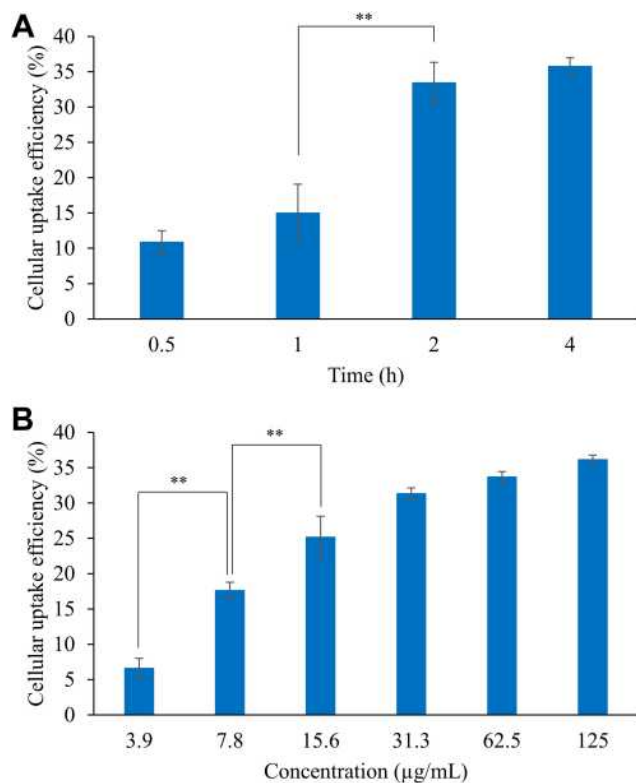 A
**
Cellular uptake efficiency (%)
40
35
30
25
20
15
10
5
0
0.5 1 2 4
Time (h)
B
**
**
Cellular uptake efficiency (%)
40
35
30
25
20
15
10
5
0
3.9 7.8 15.6 31.3 62.5 125
Concentration (µg/mL)